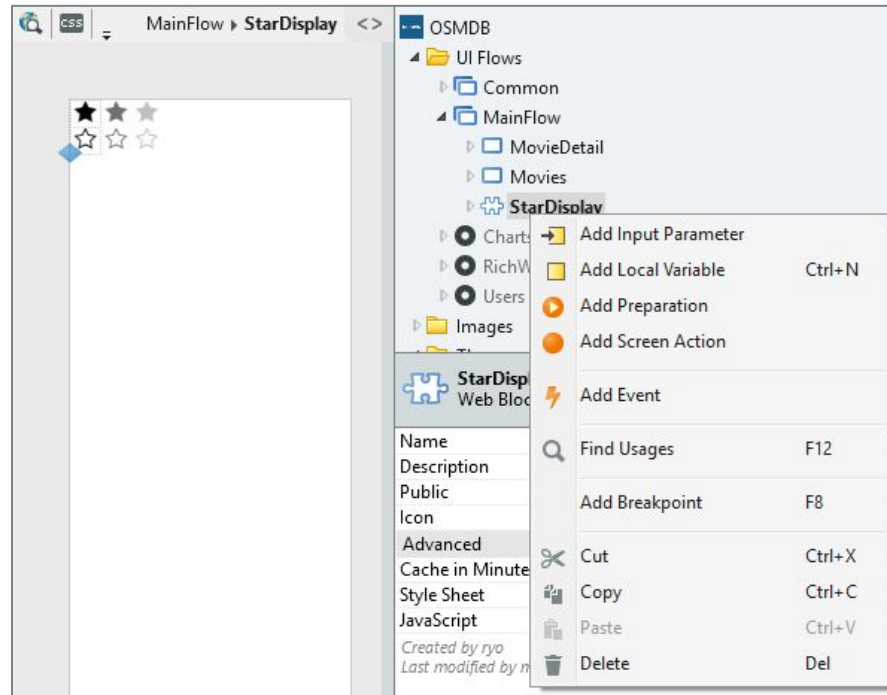 css MainFlow StarDisplay <>
OSMDB
UI Flows
Common
MainFlow
MovieDetail
Movies
StarDisplay
Charts
RichW
Users
Images
StarDisp
Web Bloc
Name
Description
Public
Icon
Advanced
Cache in Minute
Style Sheet
JavaScript
Created by ryo
Last modified by
Add Input Parameter
Add Local Variable Ctrl+N
Add Preparation
Add Screen Action
Add Event
Find Usages F12
Add Breakpoint F8
Cut Ctrl+X
Copy Ctrl+C
Paste Ctrl+V
Delete Del